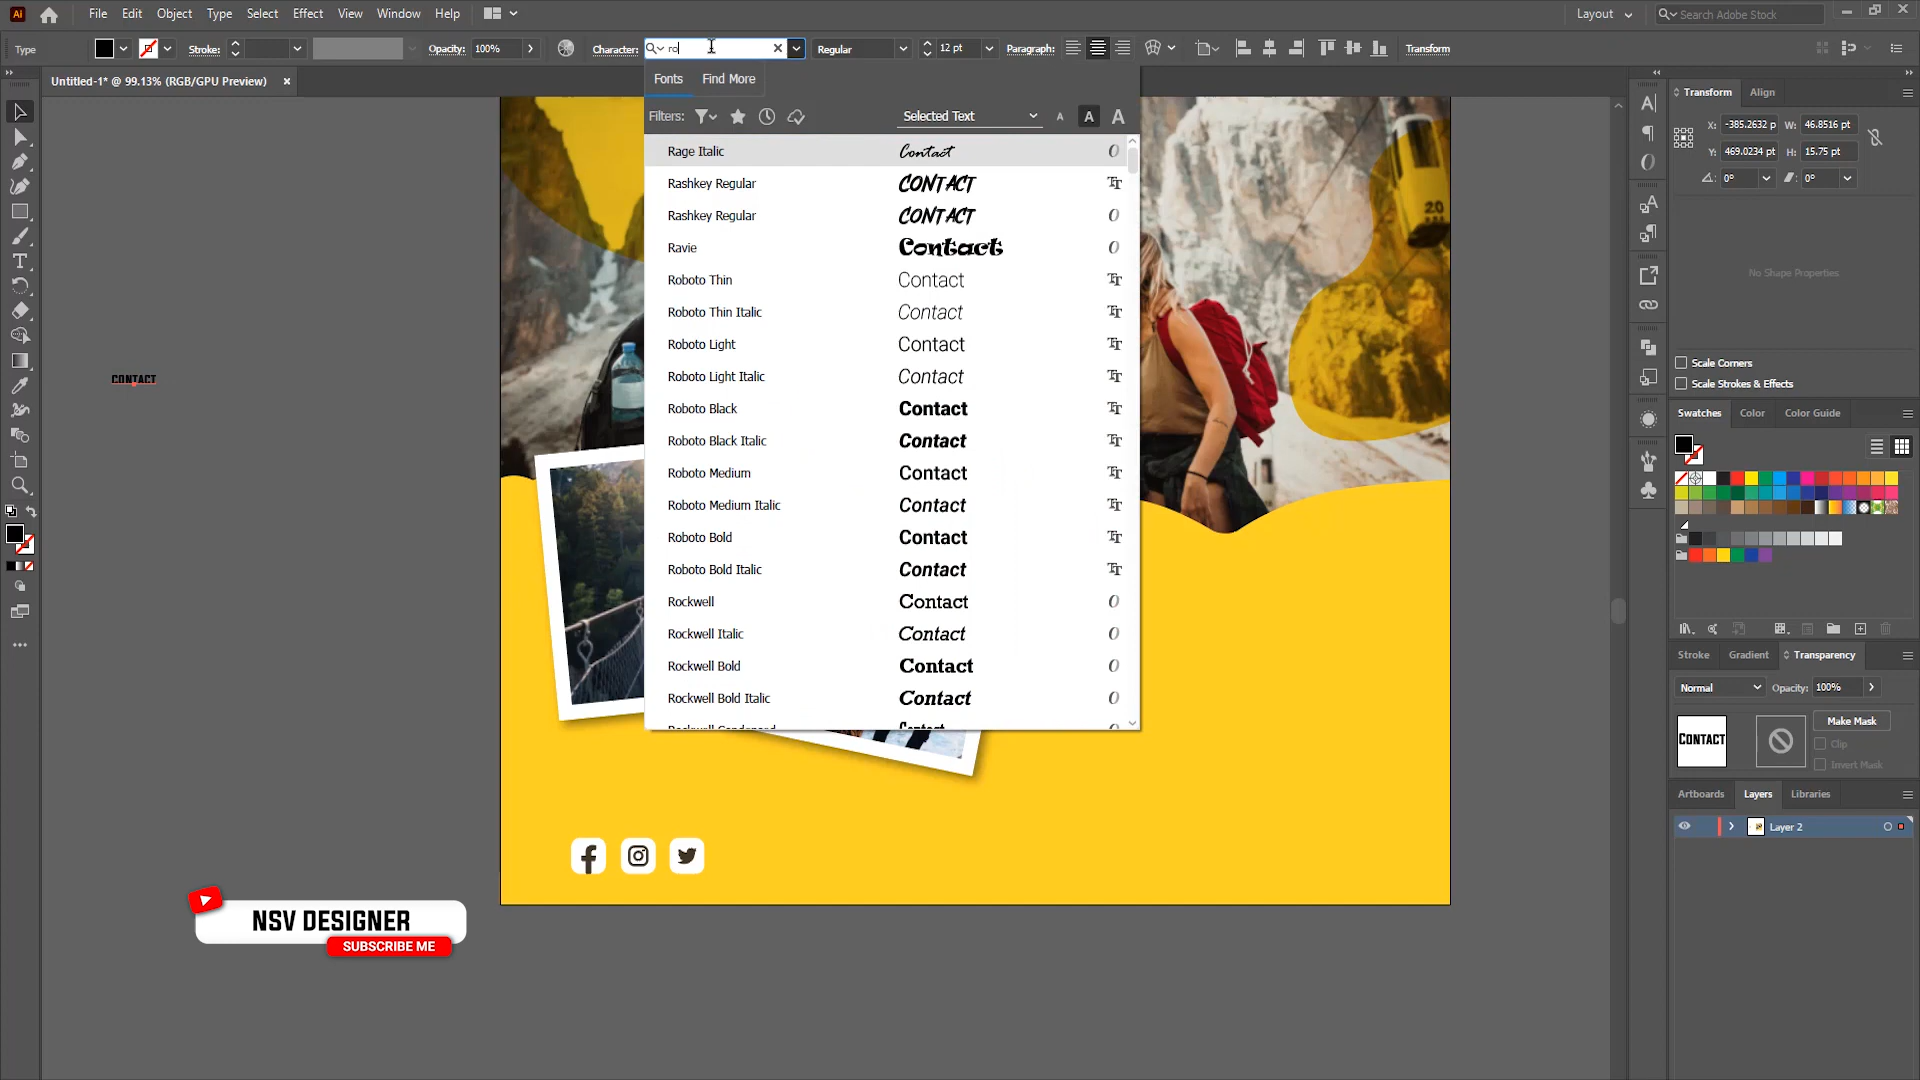 Ai File Edit Object Type Select Effect View Window Help Layout Search Adobe Stock
Type Stroke: Opacity: 100% Character: ro Regular 12 pt Paragraph: Transform
Untitled-1* @ 99.13% (RGB/GPU Preview)
Fonts Find More
Filters: Selected Text A A A
Rage Italic Contact
Rashkey Regular CONTACT
Rashkey Regular CONTACT
Ravie Contact
Roboto Thin Contact
Roboto Thin Italic Contact
Roboto Light Contact
Roboto Light Italic Contact
Roboto Black Contact
Roboto Black Italic Contact
Roboto Medium Contact
Roboto Medium Italic Contact
Roboto Bold Contact
Roboto Bold Italic Contact
Rockwell Contact
Rockwell Italic Contact
Rockwell Bold Contact
Rockwell Bold Italic Contact
Rockwell Condensed Contact
CONTACT
20
NSV DESIGNER
SUBSCRIBE ME
Transform Align
X: -385.2632 p W: 46.8516 pt
Y: 469.0234 pt H: 15.75 pt
0° 0°
No Shape Properties
Scale Corners
Scale Strokes & Effects
Swatches Color Color Guide
Stroke Gradient Transparency
Normal Opacity: 100%
CONTACT
Make Mask
Clip
Invert Mask
Artboards Layers Libraries
Layer 2